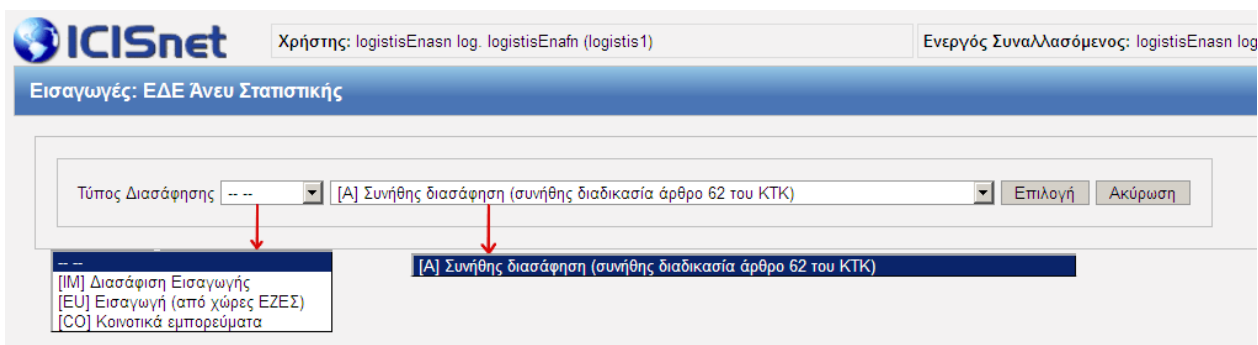 ICISnet
Χρήστης: logistisEnasn log. logistisEnafn (logistis1)
Ενεργός Συναλλασόμενος: logistisEnasn log
Εισαγωγές: ΕΔΕ Άνευ Στατιστικής
Τύπος Διασάφησης -- -- [A] Συνήθης διασάφηση (συνήθης διαδικασία άρθρο 62 του ΚΤΚ) Επιλογή Ακύρωση
-- --
[IM] Διασάφιση Εισαγωγής
[EU] Εισαγωγή (από χώρες ΕΖΕΣ)
[CO] Κοινοτικά εμπορεύματα
[A] Συνήθης διασάφηση (συνήθης διαδικασία άρθρο 62 του ΚΤΚ)